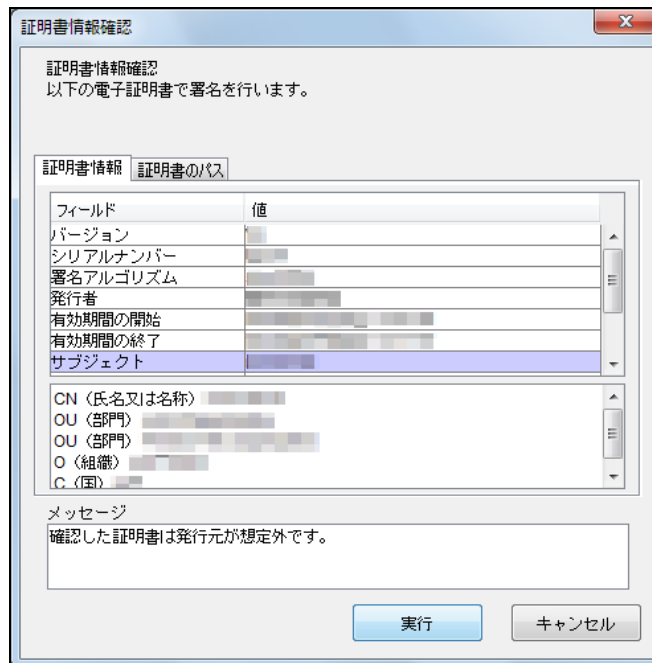 証明書情報確認
証明書情報確認
以下の電子証明書で署名を行います。
証明書情報 証明書のパス
フィールド 値
バージョン
シリアルナンバー
署名アルゴリズム
発行者
有効期間の開始
有効期間の終了
サブジェクト
CN（氏名又は名称）
OU（部門）
OU（部門）
O（組織）
C（国）
メッセージ
確認した証明書は発行元が想定外です。
実行 キャンセル